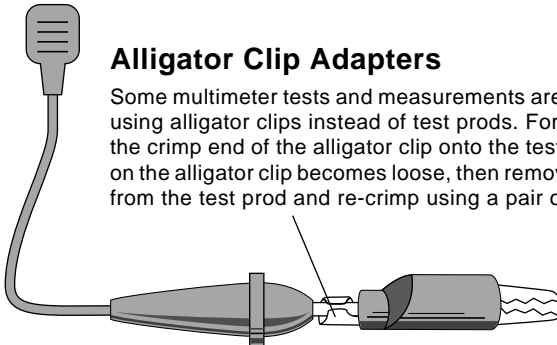 Alligator Clip Adapters
Some multimeter tests and measurements are
using alligator clips instead of test prods. For
the crimp end of the alligator clip onto the test
on the alligator clip becomes loose, then remov
from the test prod and re-crimp using a pair o